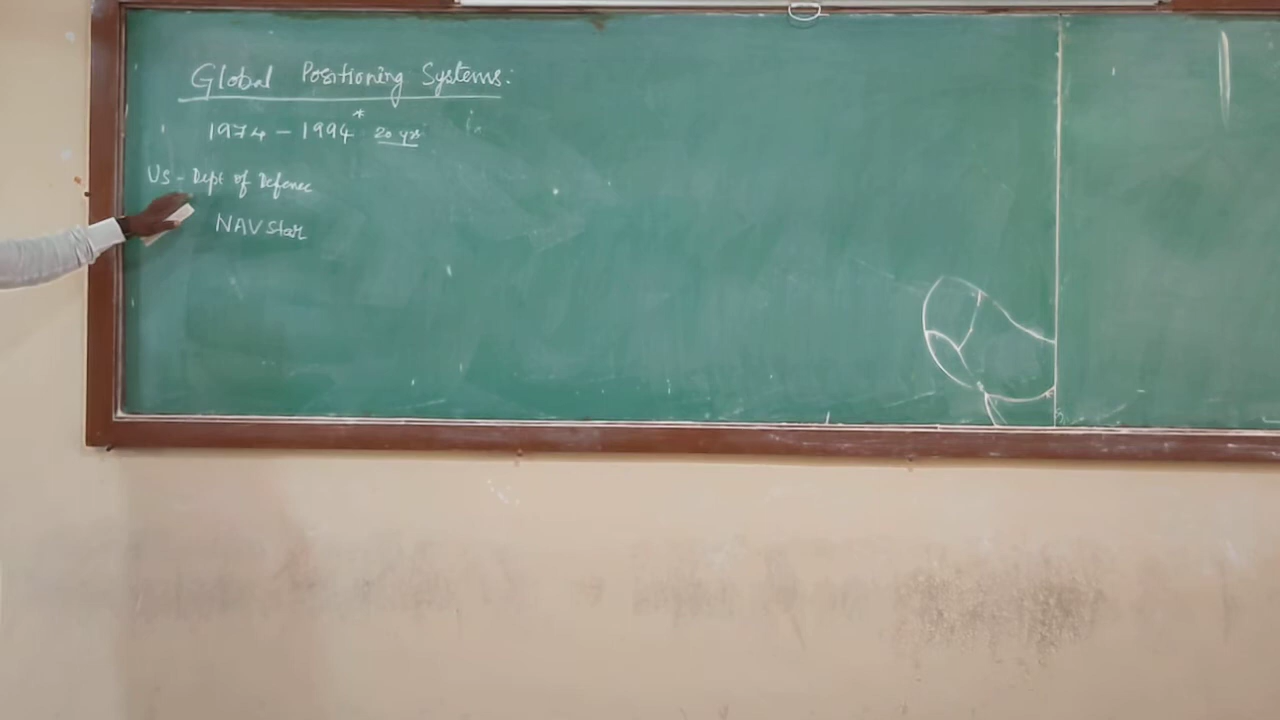 Global Positioning Systems:
1974 - 1994* 20 yrs
US - Dept of Defence
NAVStar